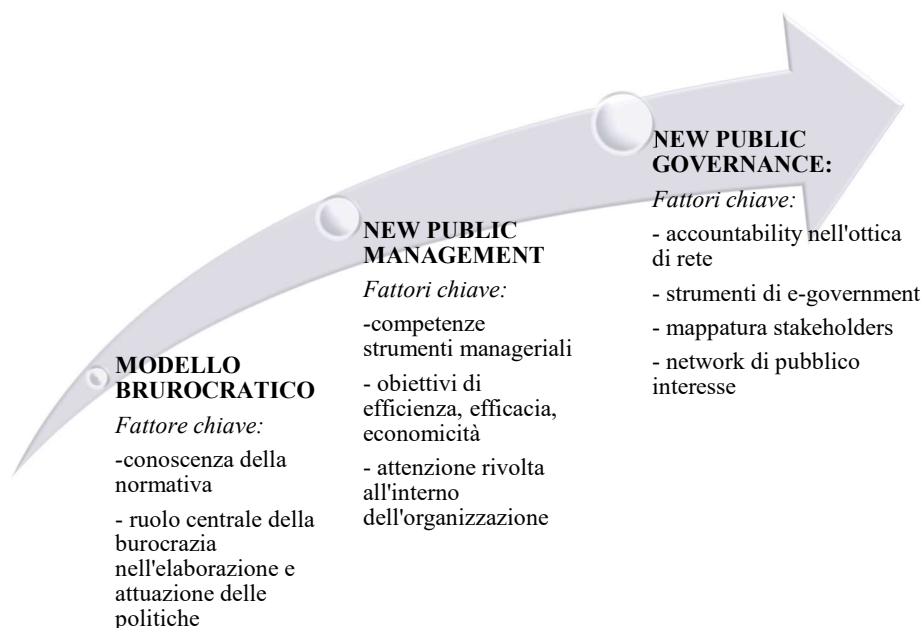 MODELLO
BRUROCRATICO
Fattore chiave:
-conoscenza della
normativa
- ruolo centrale della
burocrazia
nell'elaborazione e
attuazione delle
politiche
NEW PUBLIC
MANAGEMENT
Fattori chiave:
-competenze
strumenti manageriali
- obiettivi di
efficienza, efficacia,
economicità
- attenzione rivolta
all'interno
dell'organizzazione
NEW PUBLIC
GOVERNANCE:
Fattori chiave:
- accountability nell'ottica
di rete
- strumenti di e-government
- mappatura stakeholders
- network di pubblico
interesse